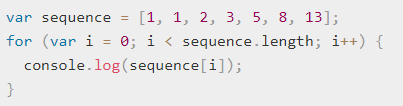 var sequence = [1, 1, 2, 3, 5, 8, 13];
for (var i = 0; i < sequence.length; i++) {
  console.log(sequence[i]);
}